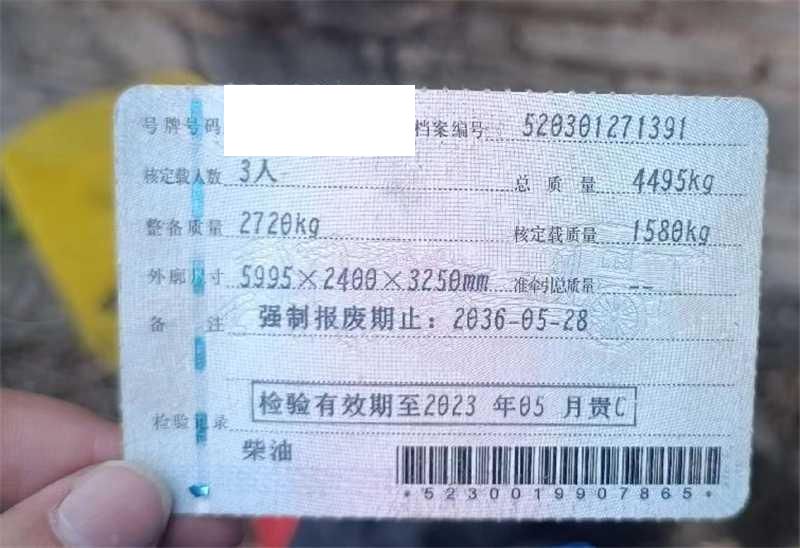 号牌号码 档案编号 520301271391
核定载人数 3人 总质量 4495kg
整备质量 2720kg 核定载质量 1580kg
外廓尺寸 5995×2400×3250mm 准牵引总质量 --
备注 强制报废期止：2036-05-28
检验记录 检验有效期至2023 年05 月贵C
柴油
*5230019907865*